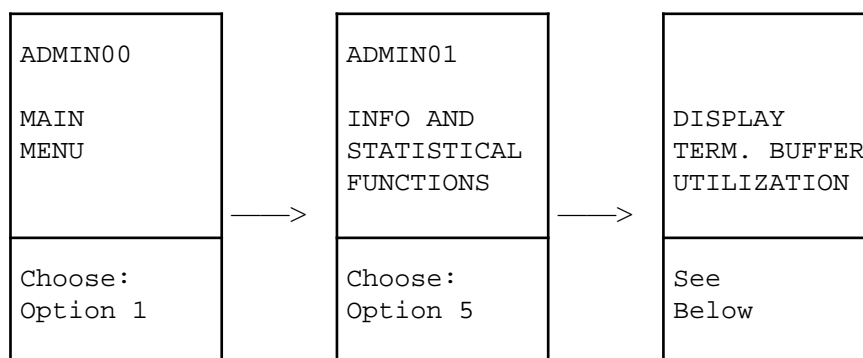 ADMIN00
MAIN
MENU
Choose:
Option 1
———>
ADMIN01
INFO AND
STATISTICAL
FUNCTIONS
Choose:
Option 5
———>
DISPLAY
TERM. BUFFER
UTILIZATION
See
Below